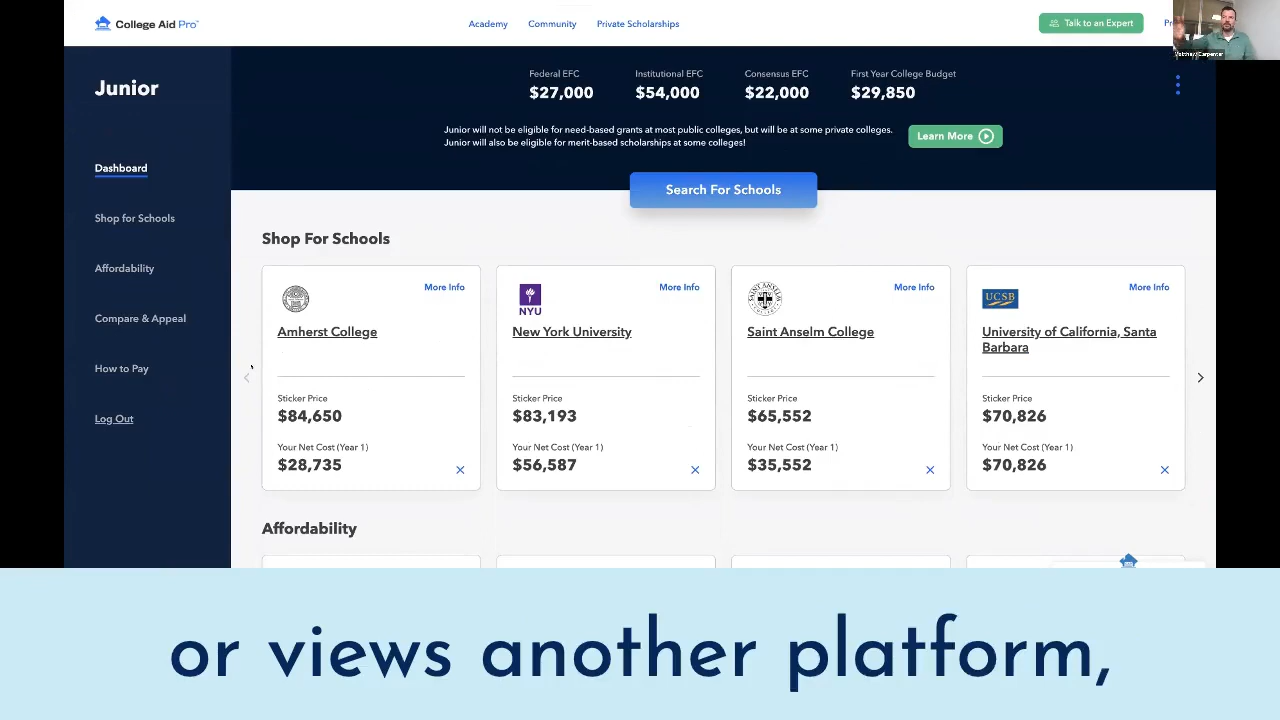 College Aid Pro™
Academy
Community
Private Scholarships
Talk to an Expert
Junior
Federal EFC
$27,000
Institutional EFC
$54,000
Consensus EFC
$22,000
First Year College Budget
$29,850
Junior will not be eligible for need-based grants at most public colleges, but will be at some private colleges.
Junior will also be eligible for merit-based scholarships at some colleges!
Learn More
Search For Schools
Dashboard
Shop for Schools
Affordability
Compare & Appeal
How to Pay
Log Out
Shop For Schools
More Info
Amherst College
Sticker Price
$84,650
Your Net Cost (Year 1)
$28,735
More Info
NYU
New York University
Sticker Price
$83,193
Your Net Cost (Year 1)
$56,587
More Info
Saint Anselm College
Sticker Price
$65,552
Your Net Cost (Year 1)
$35,552
More Info
UCSB
University of California, Santa
Barbara
Sticker Price
$70,826
Your Net Cost (Year 1)
$70,826
Affordability
or views another platform,